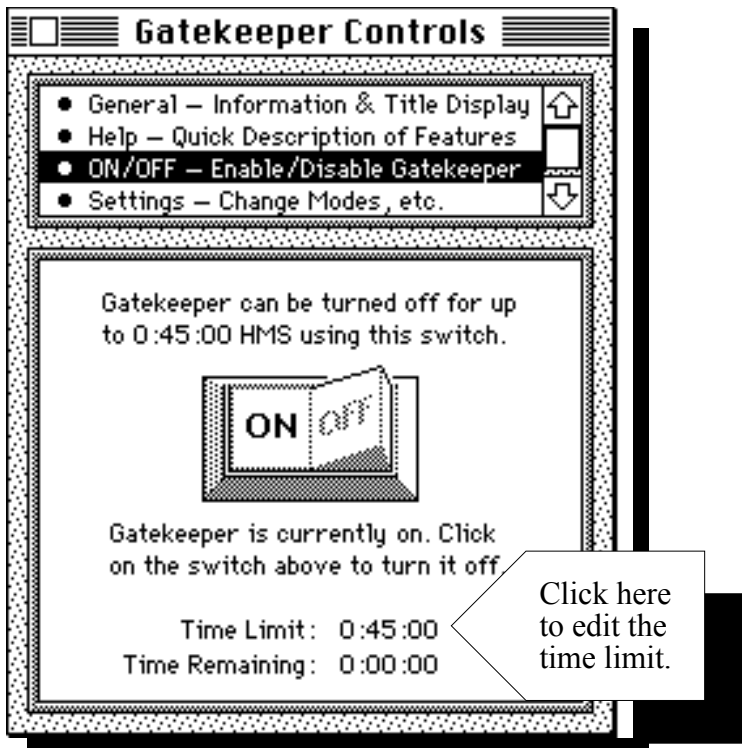 Gatekeeper Controls
● General – Information & Title Display
● Help – Quick Description of Features
● ON/OFF – Enable/Disable Gatekeeper
● Settings – Change Modes, etc.
Gatekeeper can be turned off for up
to 0:45:00 HMS using this switch.
ON OFF
Gatekeeper is currently on. Click
on the switch above to turn it off
Time Limit: 0:45:00
Time Remaining: 0:00:00
Click here
to edit the
time limit.